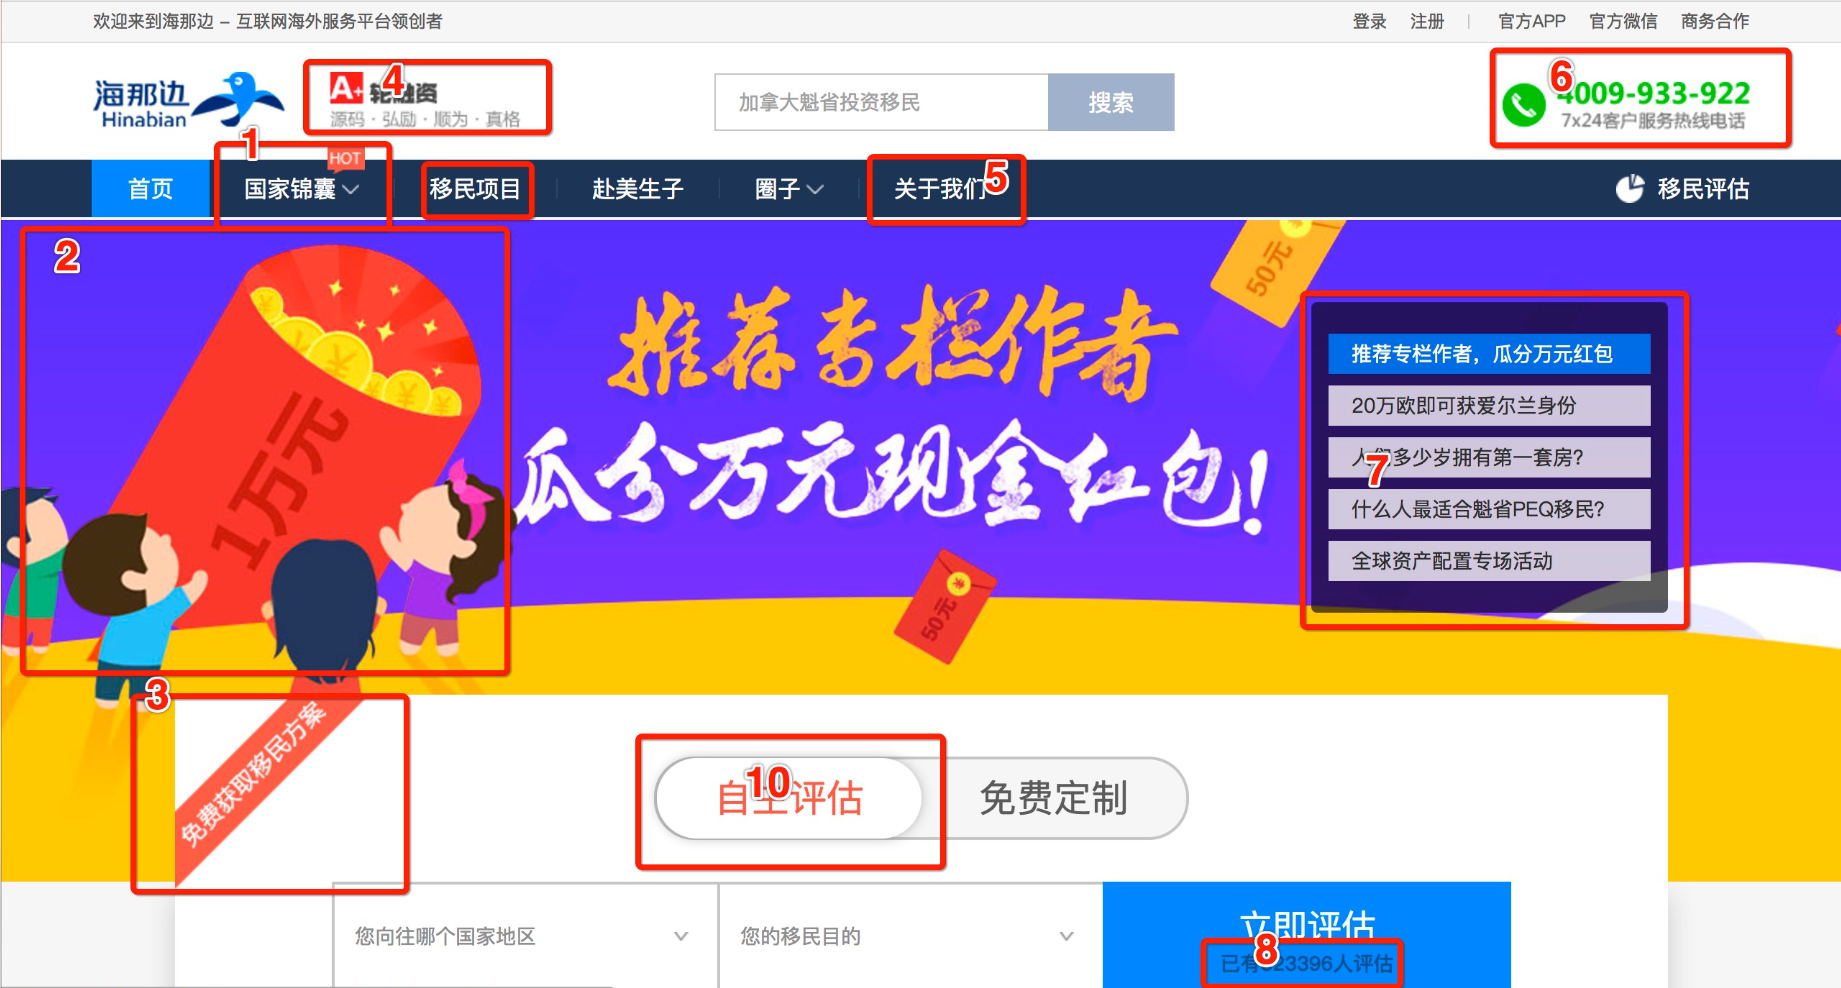 欢迎来到海那边 – 互联网海外服务平台领创者
登录 注册 | 官方APP 官方微信 商务合作
海那边
Hinabian
A+ 轮融资
4
源码 · 弘励 · 顺为 · 真格
加拿大魁省投资移民
搜索
6
4009-933-922
7x24客户服务热线电话
1
HOT
首页
国家锦囊
移民项目
赴美生子
圈子
关于我们
5
移民评估
2
1万元
推荐专栏作者
瓜分万元现金红包!
50元
50元
推荐专栏作者，瓜分万元红包
20万欧即可获爱尔兰身份
人们多少岁拥有第一套房?
7
什么人最适合魁省PEQ移民?
全球资产配置专场活动
3
免费获取移民方案
10
自主评估
免费定制
您向往哪个国家地区
您的移民目的
立即评估
8
已有 23396人评估